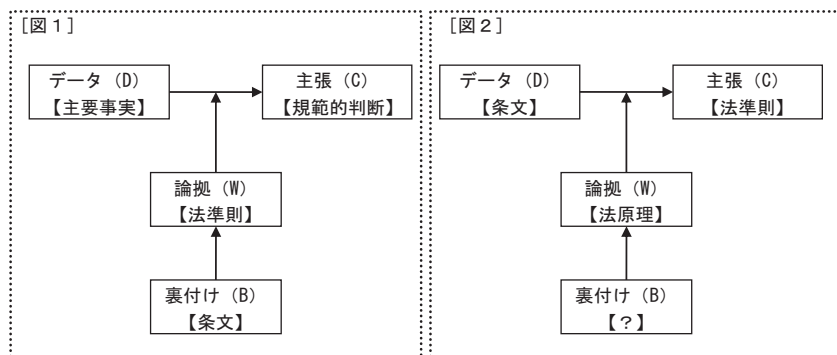 [図1]
データ(D)
【主要事実】
主張(C)
【規範的判断】
論拠(W)
【法準則】
裏付け(B)
【条文】
[図2]
データ(D)
【条文】
主張(C)
【法準則】
論拠(W)
【法原理】
裏付け(B)
【?】